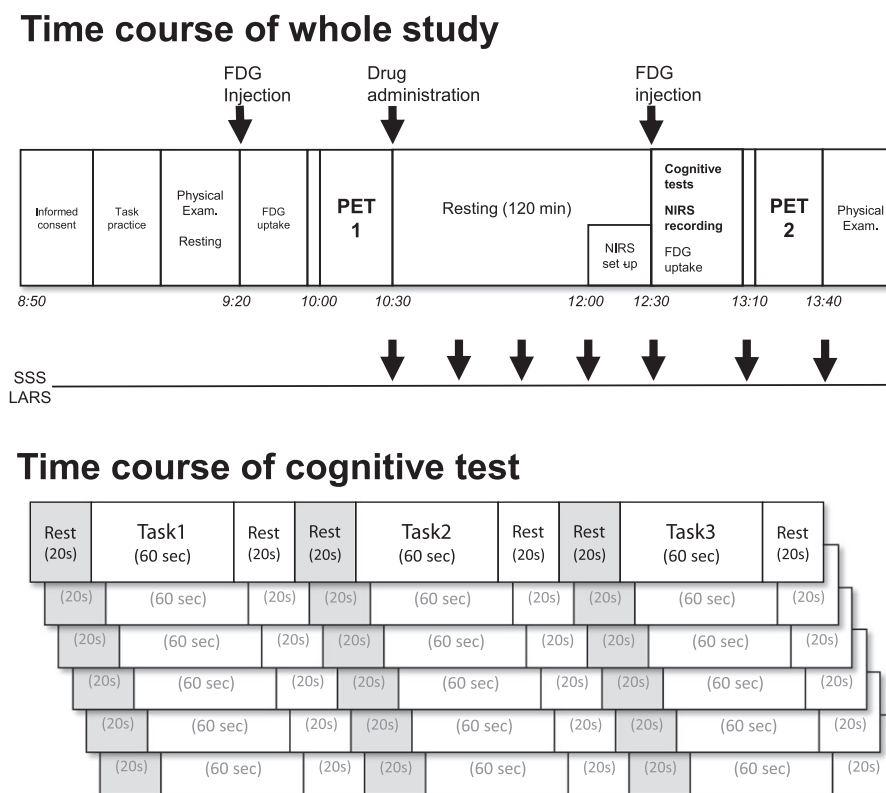 Time course of whole study
FDG
Injection
Drug
administration
FDG
injection
Informed
consent
Task
practice
Physical
Exam.
Resting
FDG
uptake
PET
1
Resting (120 min)
NIRS
set up
Cognitive
tests
NIRS
recording
FDG
uptake
PET
2
Physical
Exam.
8:50 9:20 10:00 10:30 12:00 12:30 13:10 13:40
SSS
LARS
Time course of cognitive test
Rest Task1 Rest Rest Task2 Rest Rest Task3 Rest
(20s) (60 sec) (20s) (20s) (60 sec) (20s) (20s) (60 sec) (20s)
(20s) (60 sec) (20s) (20s) (60 sec) (20s) (20s) (60 sec) (20s)
(20s) (60 sec) (20s) (20s) (60 sec) (20s) (20s) (60 sec) (20s)
(20s) (60 sec) (20s) (20s) (60 sec) (20s) (20s) (60 sec) (20s)
(20s) (60 sec) (20s) (20s) (60 sec) (20s) (20s) (60 sec) (20s)
(20s) (60 sec) (20s) (20s) (60 sec) (20s) (20s) (60 sec) (20s)